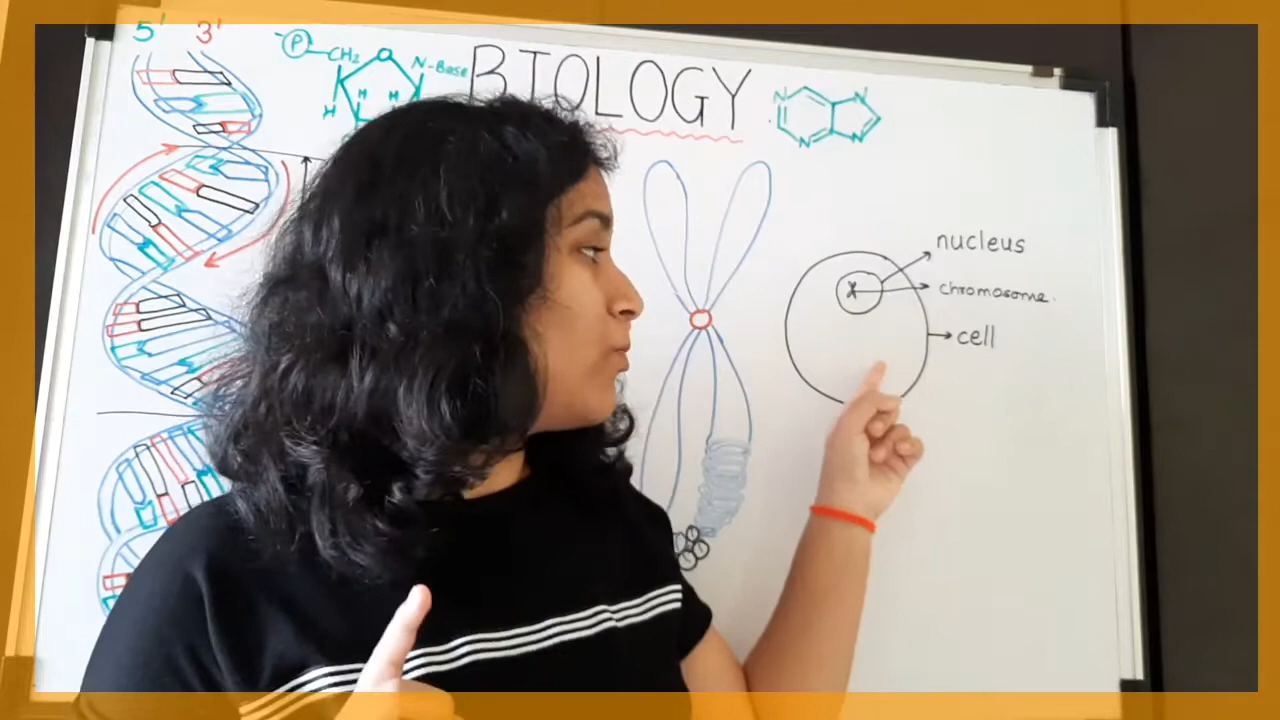 5' 3'
P CH2 O N-Base
H H
H
BIOLOGY
N N
N N
nucleus
chromosome.
cell